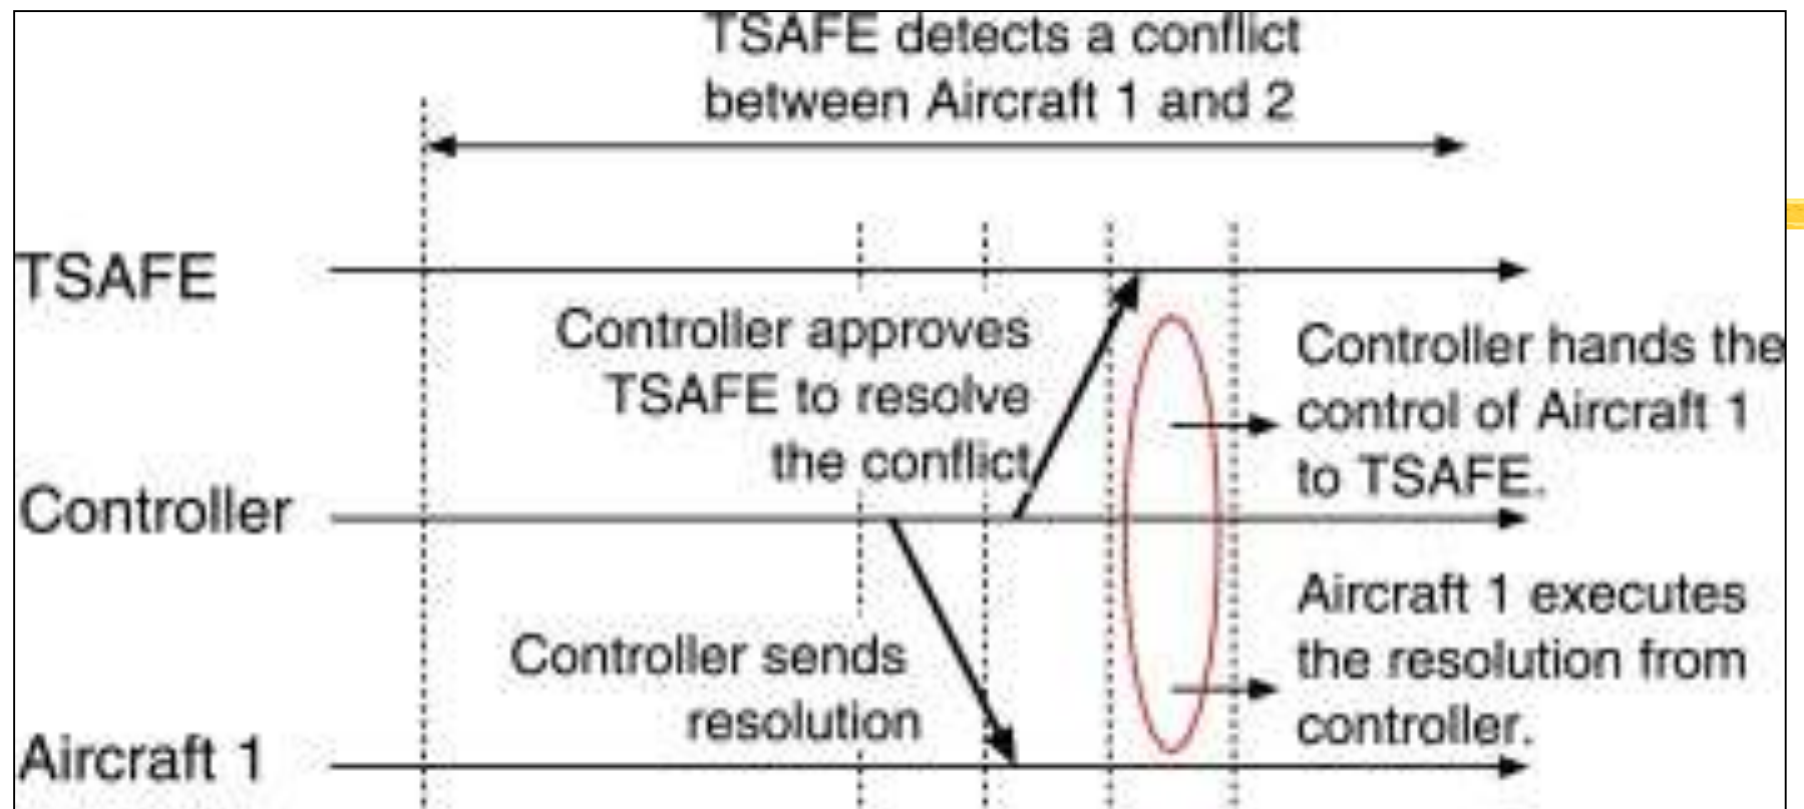 TSAFE detects a conflict
between Aircraft 1 and 2
TSAFE
Controller approves
TSAFE to resolve
the conflict
Controller hands the
control of Aircraft 1
to TSAFE.
Controller
Controller sends
resolution
Aircraft 1 executes
the resolution from
controller.
Aircraft 1